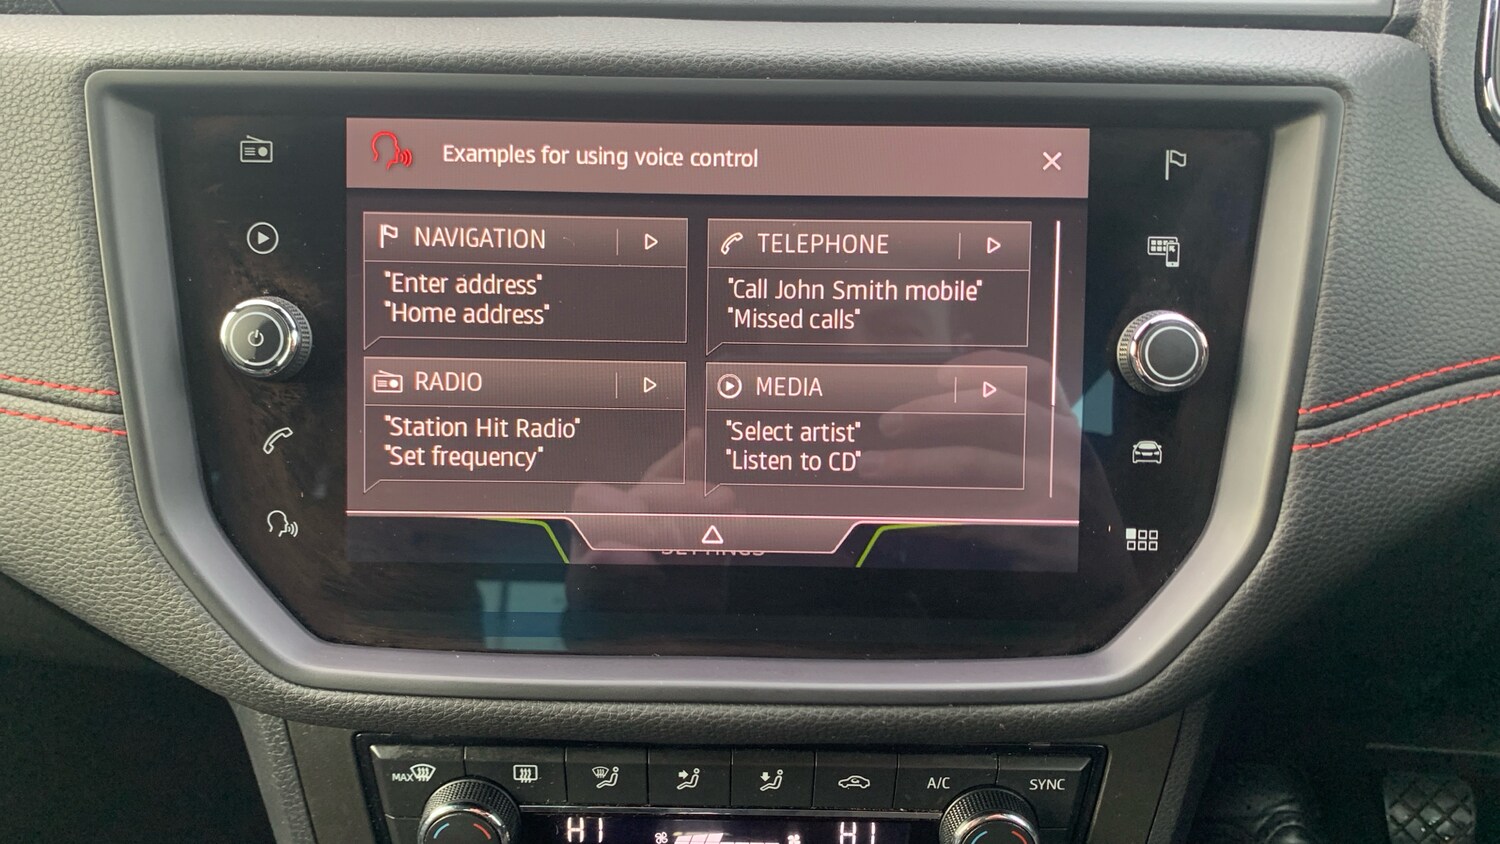 Examples for using voice control
NAVIGATION
"Enter address"
"Home address"
TELEPHONE
"Call John Smith mobile"
"Missed calls"
RADIO
"Station Hit Radio"
"Set frequency"
MEDIA
"Select artist"
"Listen to CD"
SETTINGS
MAX
A/C
SYNC
HI
HI